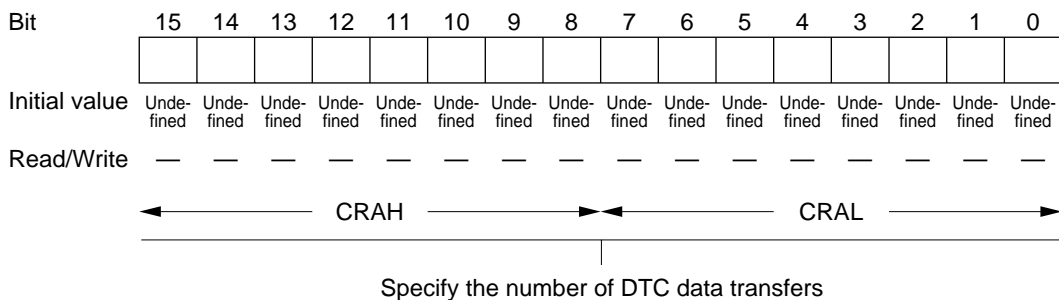 Bit 15 14 13 12 11 10 9 8 7 6 5 4 3 2 1 0
Initial value Unde- Unde- Unde- Unde- Unde- Unde- Unde- Unde- Unde- Unde- Unde- Unde- Unde- Unde- Unde- Unde-
fined fined fined fined fined fined fined fined fined fined fined fined fined fined fined fined
Read/Write — — — — — — — — — — — — — — — —
CRAH CRAL
Specify the number of DTC data transfers